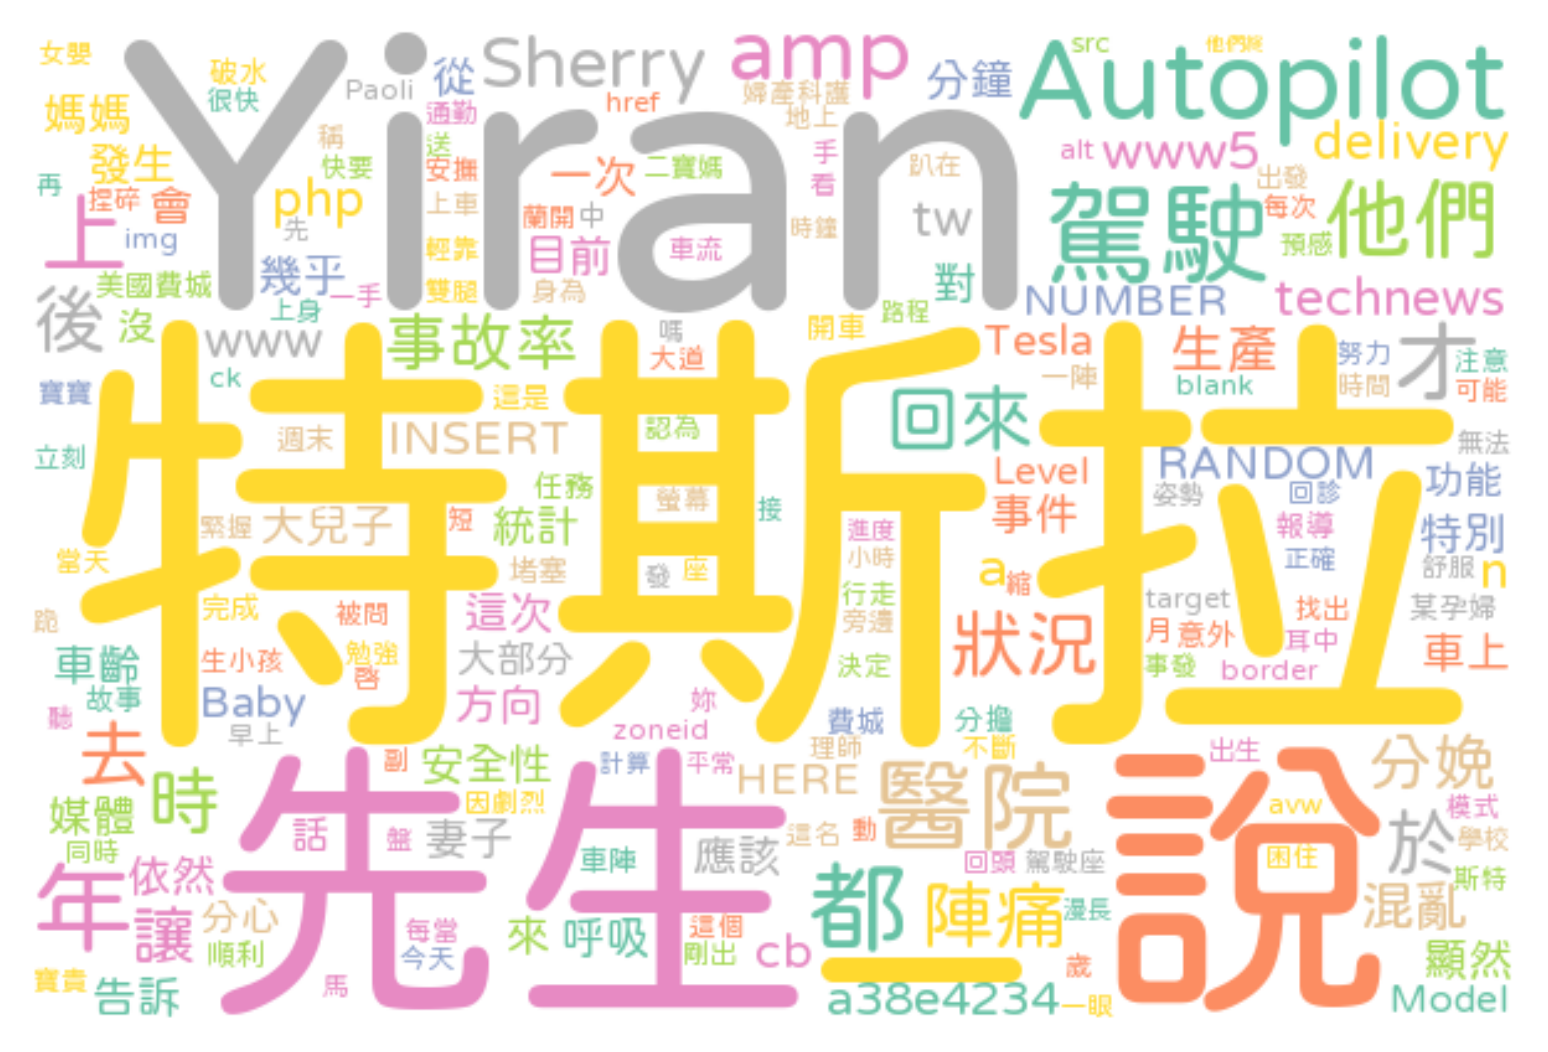 女嬰 破水 Yiran 從 Sherry amp 分鐘 Autopilot src 他們說
很快 Paoli href 婦產科護
媽媽 稱 通勤 地上 alt www5 delivery
發生 快要 送 手 趴在 出發
再 捏碎 會 php 安撫 一次 二寶媽 看 駕駛 每次 他們
上 img 先 上車 蘭開 中 時鐘 tw 預感
幾乎 輕靠 目前 車流
後 美國費城 上身 一手 雙腿 身為 對 NUMBER technews
沒 www 事故率 嗎 開車 路程 Tesla 生產 努力 才 注意
ck 大道 一陣 blank 時間 可能
寶寶 特斯拉 這是 回來
立刻 週末 INSERT 認為 RANDOM 無法
任務 螢幕 Level 姿勢 回診 功能
緊握 大兒子 短 統計 接 進度 事件 報導 特別
當天 堵塞 發 座 小時 a 縮 正確 舒服 n
跪 完成 被問 這次 行走 target 找出 某孕婦
旁邊 狀況 月 意外 耳中
車齡 生小孩 勉強 大部分 決定 事發 border 車上
故事 啓 方向 妳
聽 Baby zoneid 費城 分擔
早上 理師 不斷 出生
去 副 安全性 計算 平常 HERE 醫院 說 分娩
媒體 時 先生 因劇烈 avw 模式
同時 話 盤 妻子 車陣 應該 這名 動 回頭 駕駛座 困住 於 學校
年 依然 都 陣痛 漫長 斯特
讓 分心 每當 來 呼吸 這個 混亂
順利 今天 剛出 cb 歲 顯然
寶貴 告訴 馬 一 a38e4234 一眼 Model